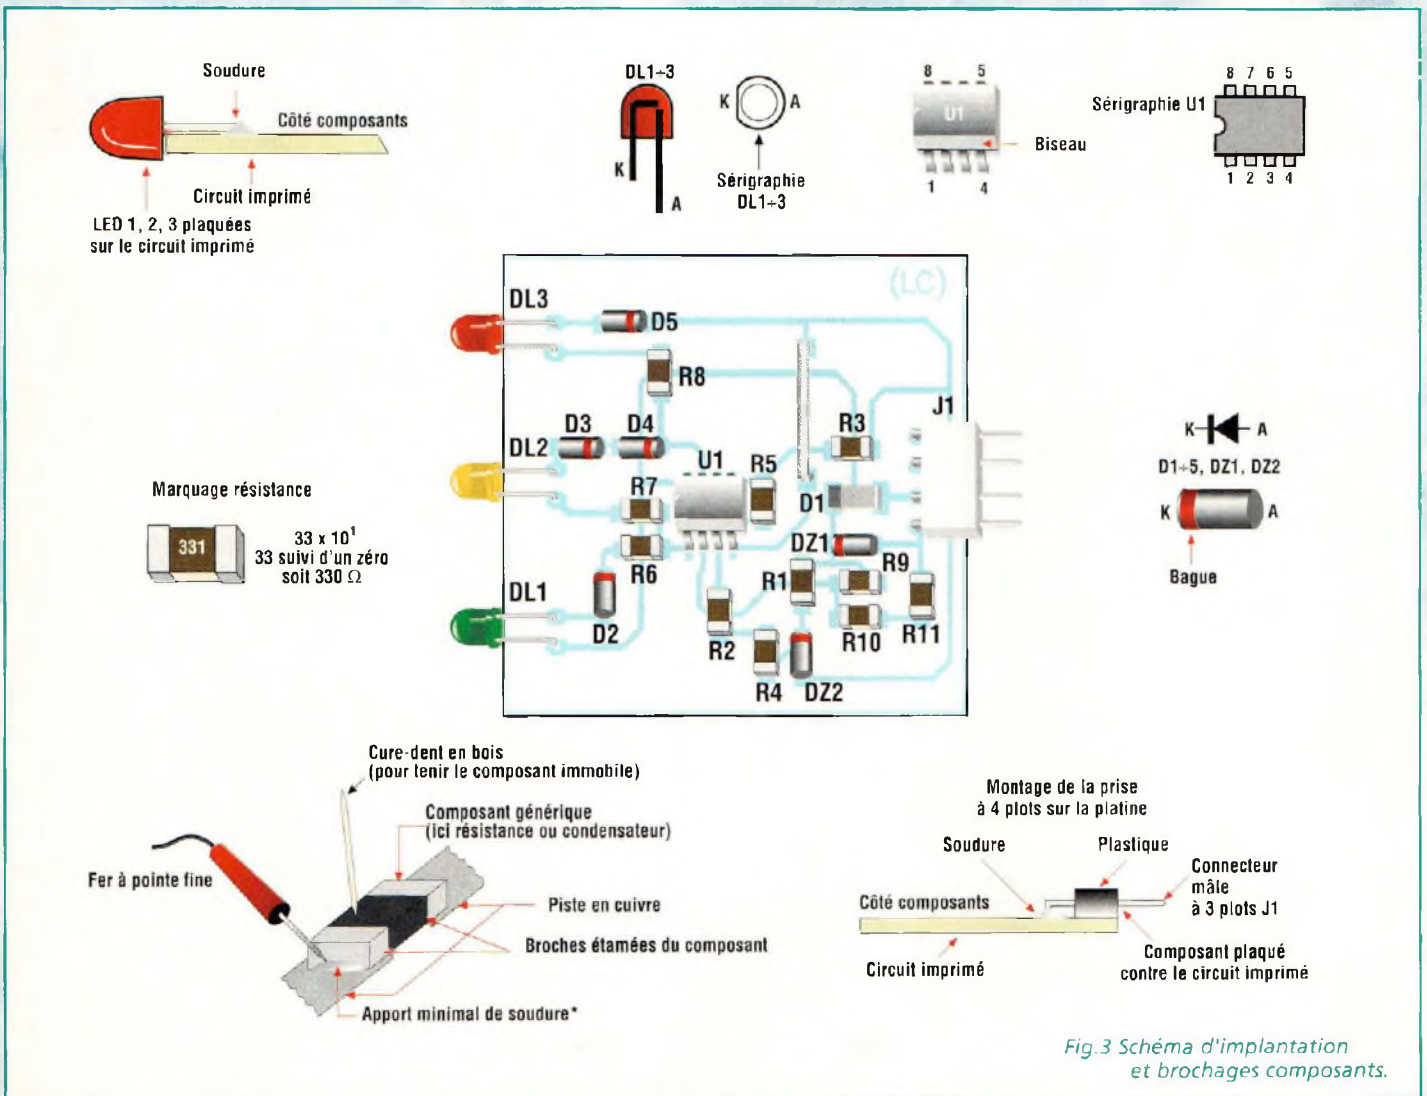 Soudure
Côté composants
Circuit imprimé
LED 1, 2, 3 plaquées
sur le circuit imprimé
DL1÷3
K
A
K
A
Sérigraphie
DL1÷3
8 5
U1
Biseau
1 4
Sérigraphie U1
8 7 6 5
1 2 3 4
(LC)
DL3
D5
R8
J1
D3
D4
R3
DL2
U1
R5
R7
D1
DZ1
R9
R6
R1
DL1
D2
R2
R10
R11
R4
DZ2
Marquage résistance
331
33 x 10¹
33 suivi d'un zéro
soit 330 Ω
K A
D1÷5, DZ1, DZ2
K A
Bague
Cure-dent en bois
(pour tenir le composant immobile)
Composant générique
(ici résistance ou condensateur)
Fer à pointe fine
Piste en cuivre
Broches étamées du composant
Apport minimal de soudure*
Montage de la prise
à 4 plots sur la platine
Soudure
Plastique
Connecteur
mâle
à 3 plots J1
Côté composants
Circuit imprimé
Composant plaqué
contre le circuit imprimé
Fig.3 Schéma d'implantation
et brochages composants.